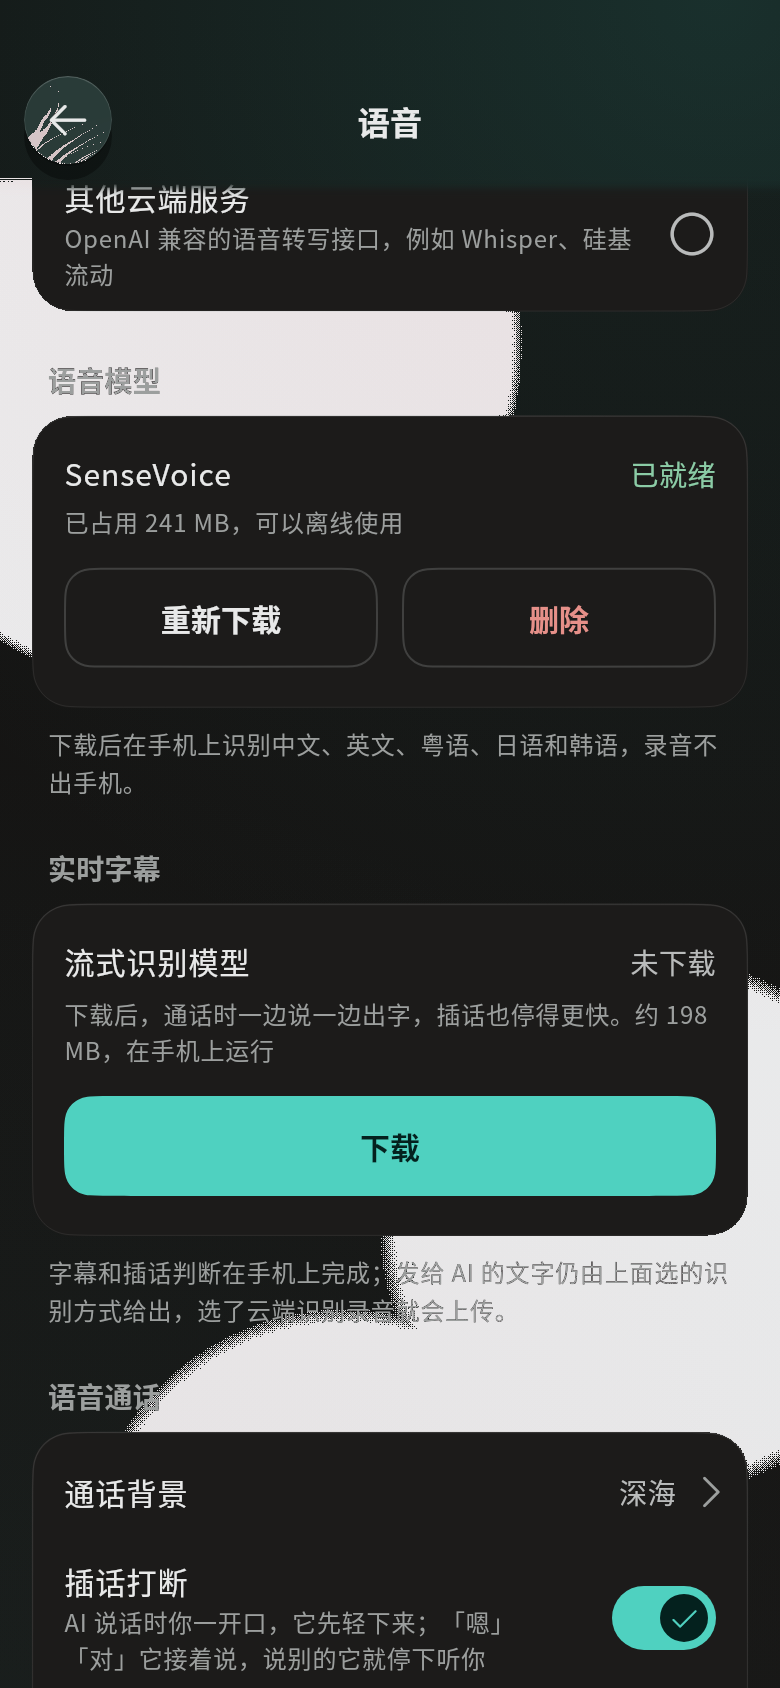 语音
其他云端服务
OpenAI 兼容的语音转写接口，例如 Whisper、硅基
流动
语音模型
SenseVoice
已就绪
已占用 241 MB，可以离线使用
重新下载
删除
下载后在手机上识别中文、英文、粤语、日语和韩语，录音不
出手机。
实时字幕
流式识别模型
未下载
下载后，通话时一边说一边出字，插话也停得更快。约 198
MB，在手机上运行
下载
字幕和插话判断在手机上完成；发给 AI 的文字仍由上面选的识
别方式给出，选了云端识别录音就会上传。
语音通话
通话背景
深海
插话打断
AI 说话时你一开口，它先轻下来；「嗯」
「对」它接着说，说别的它就停下听你